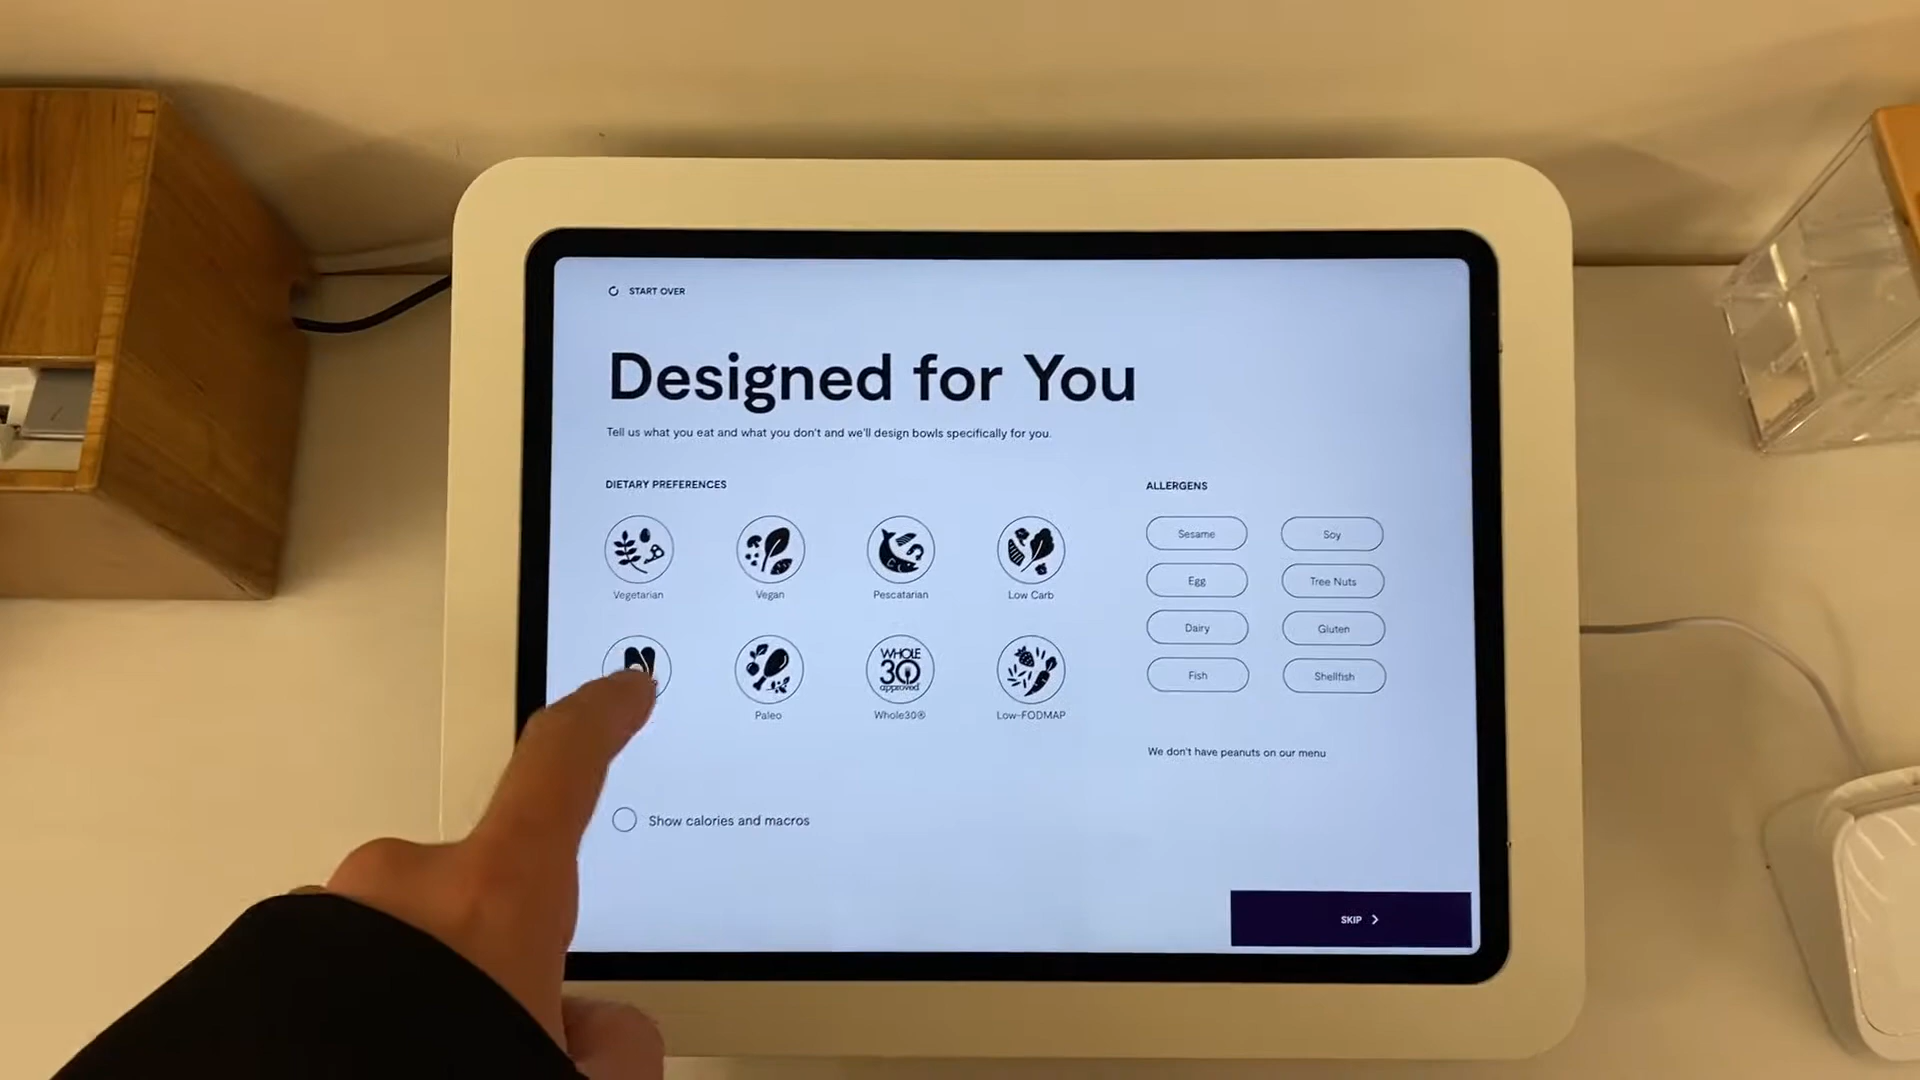 START OVER
Designed for You
Tell us what you eat and what you don't and we'll design bowls specifically for you.
DIETARY PREFERENCES
Vegetarian
Vegan
Pescatarian
Low Carb
WHOLE
30
approved
Paleo
Whole30®
Low-FODMAP
Show calories and macros
ALLERGENS
Sesame
Soy
Egg
Tree Nuts
Dairy
Gluten
Fish
Shellfish
We don't have peanuts on our menu
SKIP